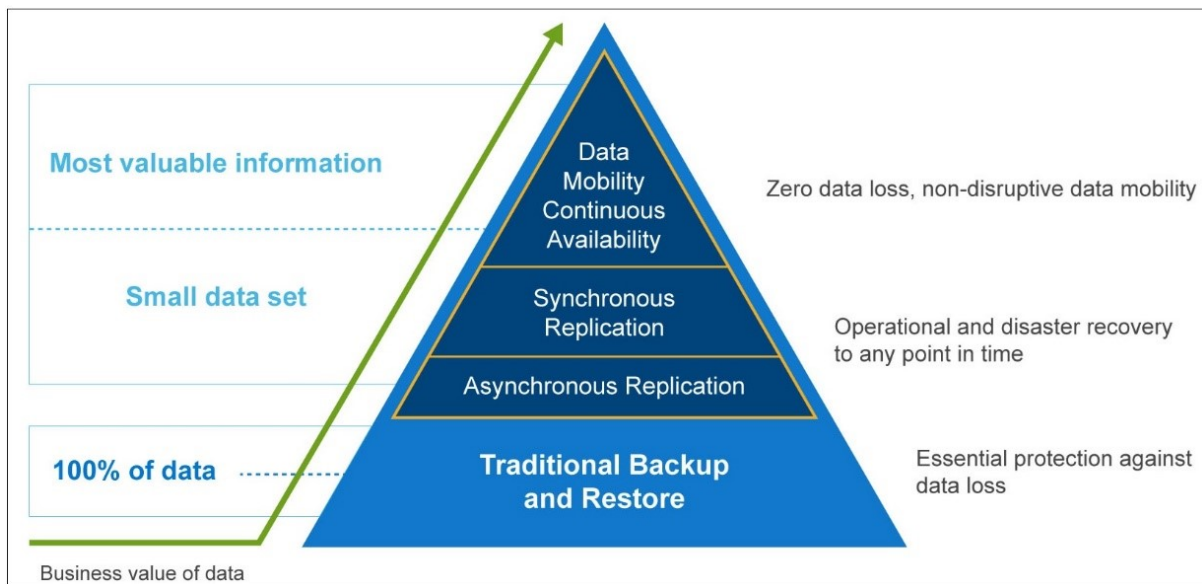 Most valuable information
Small data set
100% of data
Business value of data
Data
Mobility
Continuous
Availability
Synchronous
Replication
Asynchronous Replication
Traditional Backup
and Restore
Zero data loss, non-disruptive data mobility
Operational and disaster recovery
to any point in time
Essential protection against
data loss